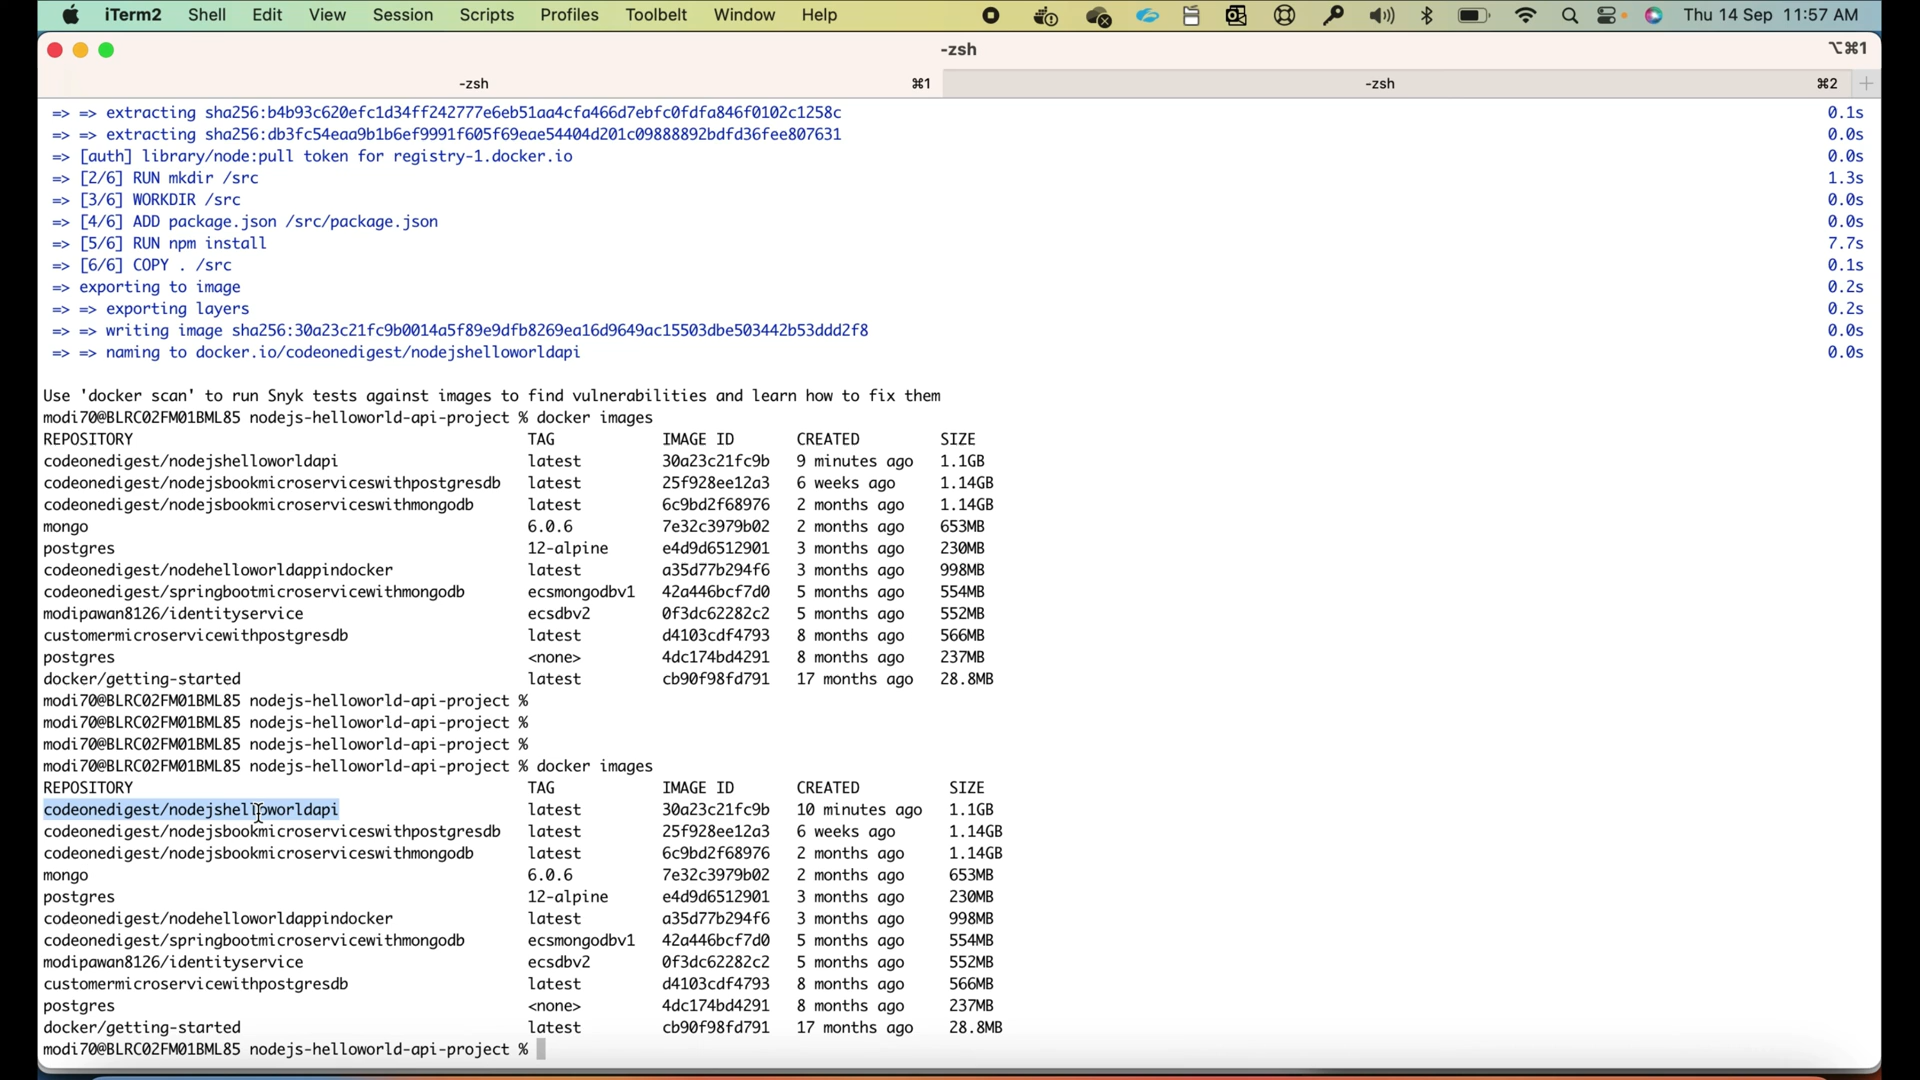 iTerm2 Shell Edit View Session Scripts Profiles Toolbelt Window Help Thu 14 Sep 11:57 AM
-zsh ⌥⌘1
-zsh ⌘1 -zsh ⌘2 +
=> => extracting sha256:b4b93c620efc1d34ff242777e6eb51aa4cfa466d7ebfc0fdfa846f0102c1258c 0.1s
=> => extracting sha256:db3fc54eaa9b1b6ef9991f605f69eae54404d201c09888892bdfd36fee807631 0.0s
=> [auth] library/node:pull token for registry-1.docker.io 0.0s
=> [2/6] RUN mkdir /src 1.3s
=> [3/6] WORKDIR /src 0.0s
=> [4/6] ADD package.json /src/package.json 0.0s
=> [5/6] RUN npm install 7.7s
=> [6/6] COPY . /src 0.1s
=> exporting to image 0.2s
=> => exporting layers 0.2s
=> => writing image sha256:30a23c21fc9b0014a5f89e9dfb8269ea16d9649ac15503dbe503442b53ddd2f8 0.0s
=> => naming to docker.io/codeonedigest/nodejshelloworldapi 0.0s
Use 'docker scan' to run Snyk tests against images to find vulnerabilities and learn how to fix them
modi70@BLRC02FM01BML85 nodejs-helloworld-api-project % docker images
REPOSITORY TAG IMAGE ID CREATED SIZE
codeonedigest/nodejshelloworldapi latest 30a23c21fc9b 9 minutes ago 1.1GB
codeonedigest/nodejsbookmicroserviceswithpostgresdb latest 25f928ee12a3 6 weeks ago 1.14GB
codeonedigest/nodejsbookmicroserviceswithmongodb latest 6c9bd2f68976 2 months ago 1.14GB
mongo 6.0.6 7e32c3979b02 2 months ago 653MB
postgres 12-alpine e4d9d6512901 3 months ago 230MB
codeonedigest/nodehelloworldappindocker latest a35d77b294f6 3 months ago 998MB
codeonedigest/springbootmicroservicewithmongodb ecsmongodbv1 42a446bcf7d0 5 months ago 554MB
modipawan8126/identityservice ecsdbv2 0f3dc62282c2 5 months ago 552MB
customermicroservicewithpostgresdb latest d4103cdf4793 8 months ago 566MB
postgres <none> 4dc174bd4291 8 months ago 237MB
docker/getting-started latest cb90f98fd791 17 months ago 28.8MB
modi70@BLRC02FM01BML85 nodejs-helloworld-api-project %
modi70@BLRC02FM01BML85 nodejs-helloworld-api-project %
modi70@BLRC02FM01BML85 nodejs-helloworld-api-project %
modi70@BLRC02FM01BML85 nodejs-helloworld-api-project % docker images
REPOSITORY TAG IMAGE ID CREATED SIZE
codeonedigest/nodejshelloworldapi latest 30a23c21fc9b 10 minutes ago 1.1GB
codeonedigest/nodejsbookmicroserviceswithpostgresdb latest 25f928ee12a3 6 weeks ago 1.14GB
codeonedigest/nodejsbookmicroserviceswithmongodb latest 6c9bd2f68976 2 months ago 1.14GB
mongo 6.0.6 7e32c3979b02 2 months ago 653MB
postgres 12-alpine e4d9d6512901 3 months ago 230MB
codeonedigest/nodehelloworldappindocker latest a35d77b294f6 3 months ago 998MB
codeonedigest/springbootmicroservicewithmongodb ecsmongodbv1 42a446bcf7d0 5 months ago 554MB
modipawan8126/identityservice ecsdbv2 0f3dc62282c2 5 months ago 552MB
customermicroservicewithpostgresdb latest d4103cdf4793 8 months ago 566MB
postgres <none> 4dc174bd4291 8 months ago 237MB
docker/getting-started latest cb90f98fd791 17 months ago 28.8MB
modi70@BLRC02FM01BML85 nodejs-helloworld-api-project %